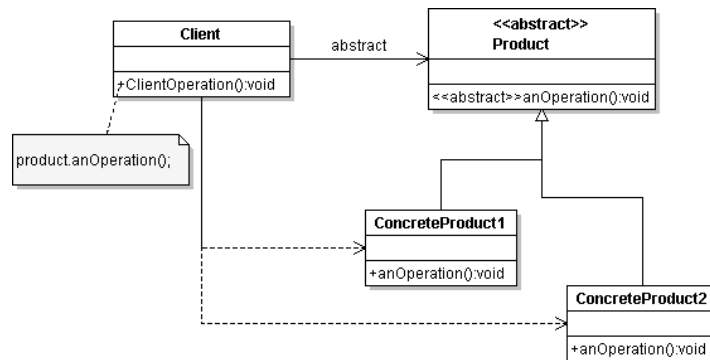 Client
+ClientOperation():void
abstract
<<abstract>>
Product
<<abstract>>anOperation():void
product.anOperation();
ConcreteProduct1
+anOperation():void
ConcreteProduct2
+anOperation():void